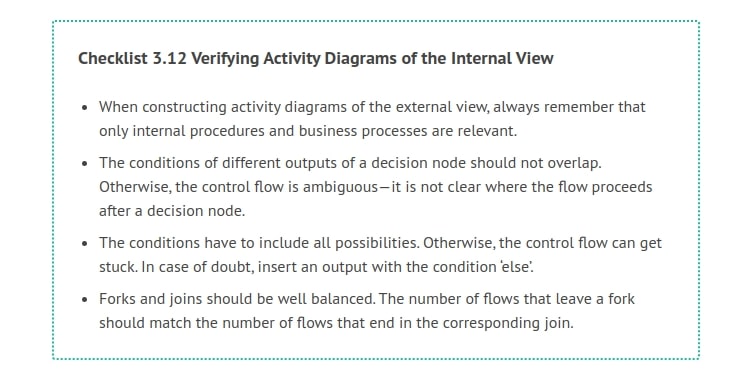 Checklist 3.12 Verifying Activity Diagrams of the Internal View
• When constructing activity diagrams of the external view, always remember that
only internal procedures and business processes are relevant.
• The conditions of different outputs of a decision node should not overlap.
Otherwise, the control flow is ambiguous—it is not clear where the flow proceeds
after a decision node.
• The conditions have to include all possibilities. Otherwise, the control flow can get
stuck. In case of doubt, insert an output with the condition ‘else’.
• Forks and joins should be well balanced. The number of flows that leave a fork
should match the number of flows that end in the corresponding join.